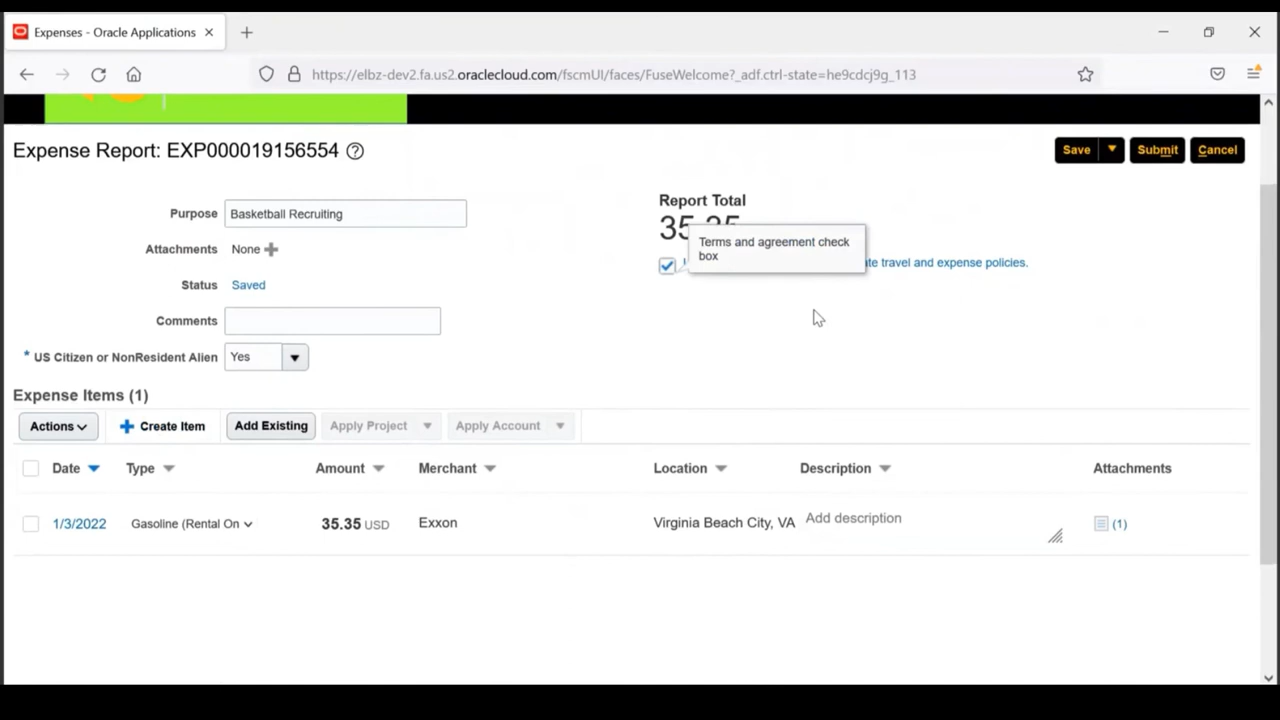 Expenses - Oracle Applications
https://elbz-dev2.fa.us2.oraclecloud.com/fscmUI/faces/FuseWelcome?_adf.ctrl-state=he9cdcj9g_113
Expense Report: EXP000019156554 ?
Save Submit Cancel
Purpose Basketball Recruiting
Report Total
35.35
Terms and agreement check
box
travel and expense policies.
Attachments None
Status Saved
Comments
* US Citizen or NonResident Alien Yes
Expense Items (1)
Actions Create Item Add Existing Apply Project Apply Account
Date Type Amount Merchant Location Description Attachments
1/3/2022 Gasoline (Rental On 35.35 USD Exxon Virginia Beach City, VA Add description (1)